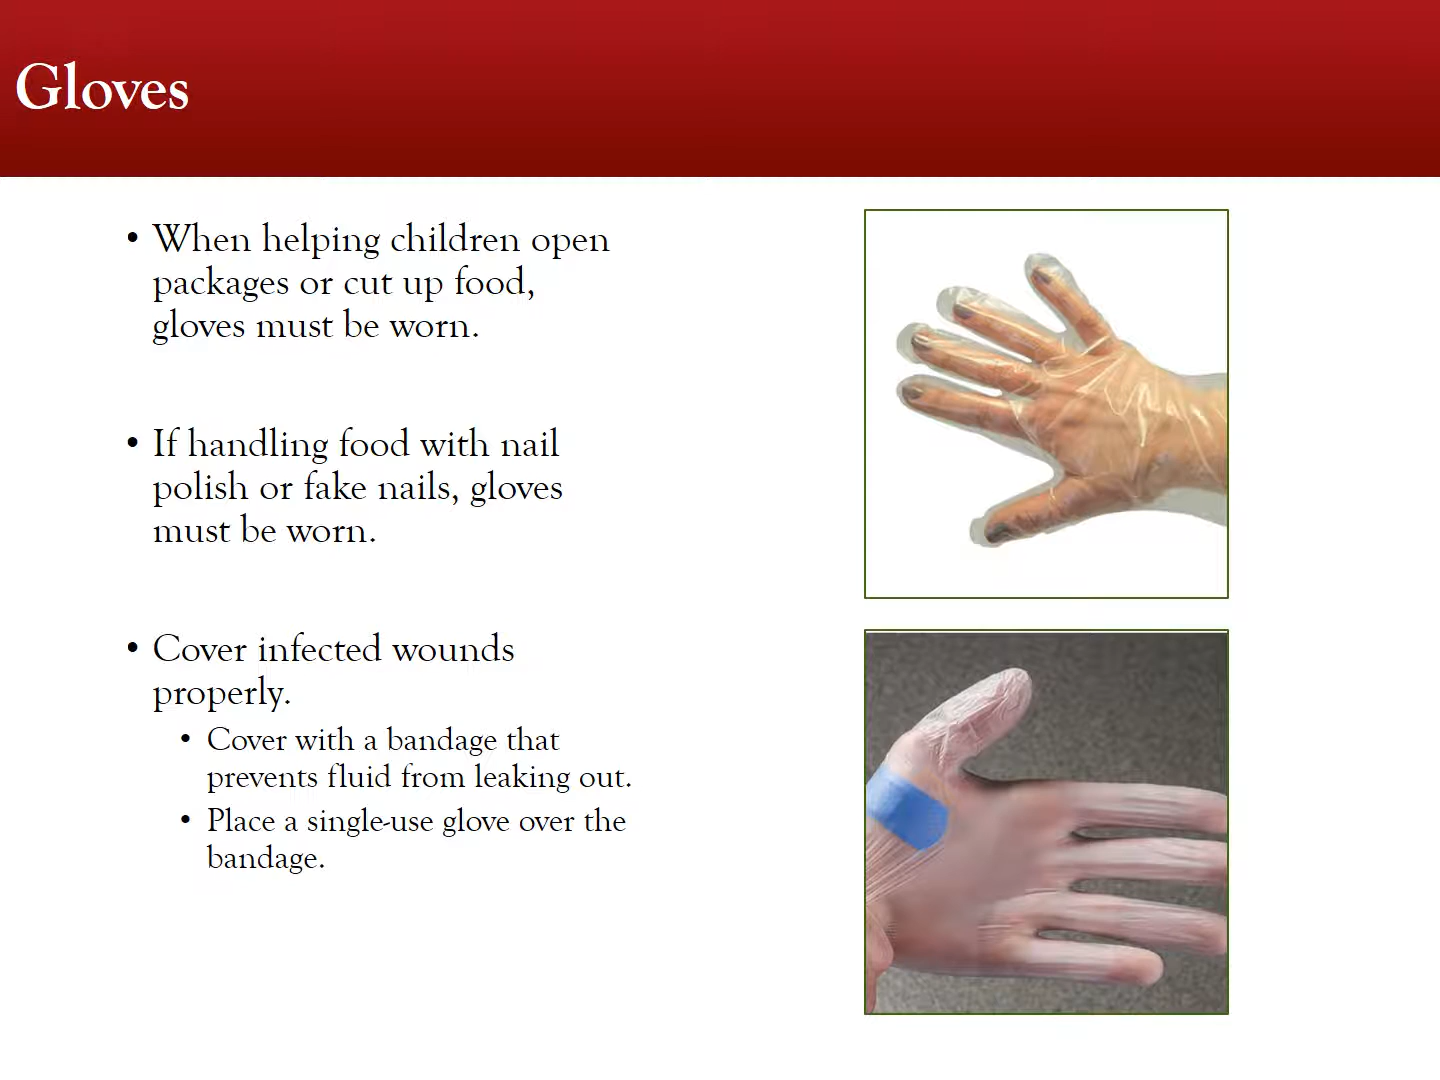 Gloves
• When helping children open
packages or cut up food,
gloves must be worn.
• If handling food with nail
polish or fake nails, gloves
must be worn.
• Cover infected wounds
properly.
• Cover with a bandage that
prevents fluid from leaking out.
• Place a single-use glove over the
bandage.